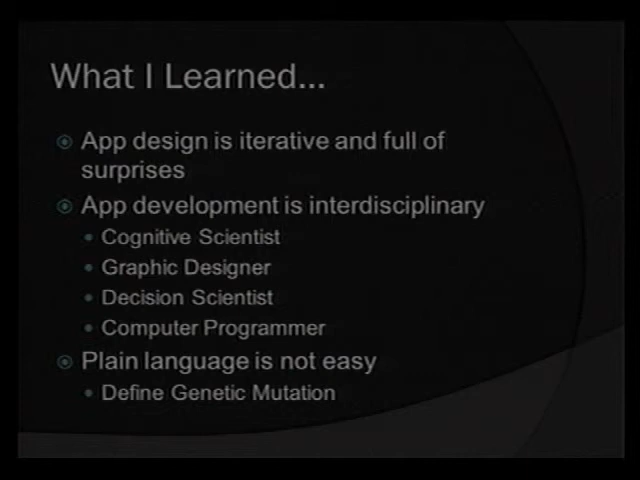 What I Learned...
App design is iterative and full of
surprises
App development is interdisciplinary
Cognitive Scientist
Graphic Designer
Decision Scientist
Computer Programmer
Plain language is not easy
Define Genetic Mutation